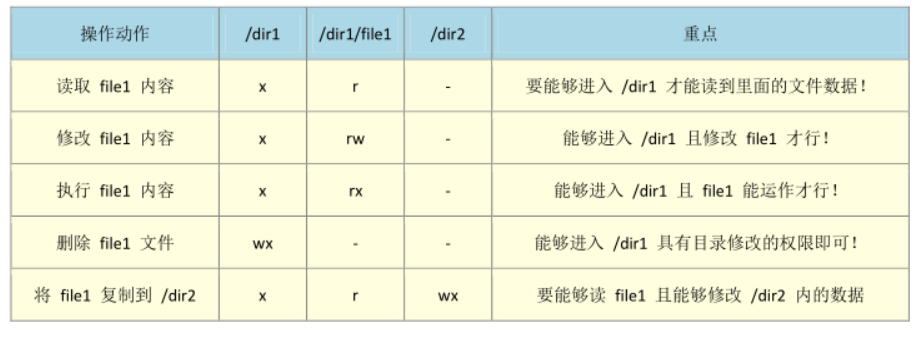 操作动作 /dir1 /dir1/file1 /dir2 重点
读取 file1 内容 x r - 要能够进入 /dir1 才能读到里面的文件数据!
修改 file1 内容 x rw - 能够进入 /dir1 且修改 file1 才行!
执行 file1 内容 x rx - 能够进入 /dir1 且 file1 能运作才行!
删除 file1 文件 wx - - 能够进入 /dir1 具有目录修改的权限即可!
将 file1 复制到 /dir2 x r wx 要能够读 file1 且能够修改 /dir2 内的数据